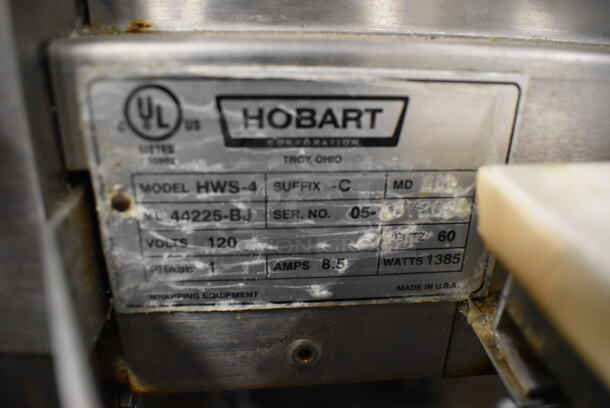 UL
C US
LISTED
HOBART
CORPORATION
TROY, OHIO
MODEL HWS-4 SUFFIX -C MD
ML 44225-BJ SER. NO. 05-
VOLTS 120 HERTZ 60
PHASE 1 AMPS 8.5 WATTS 1385
WRAPPING EQUIPMENT MADE IN U.S.A.